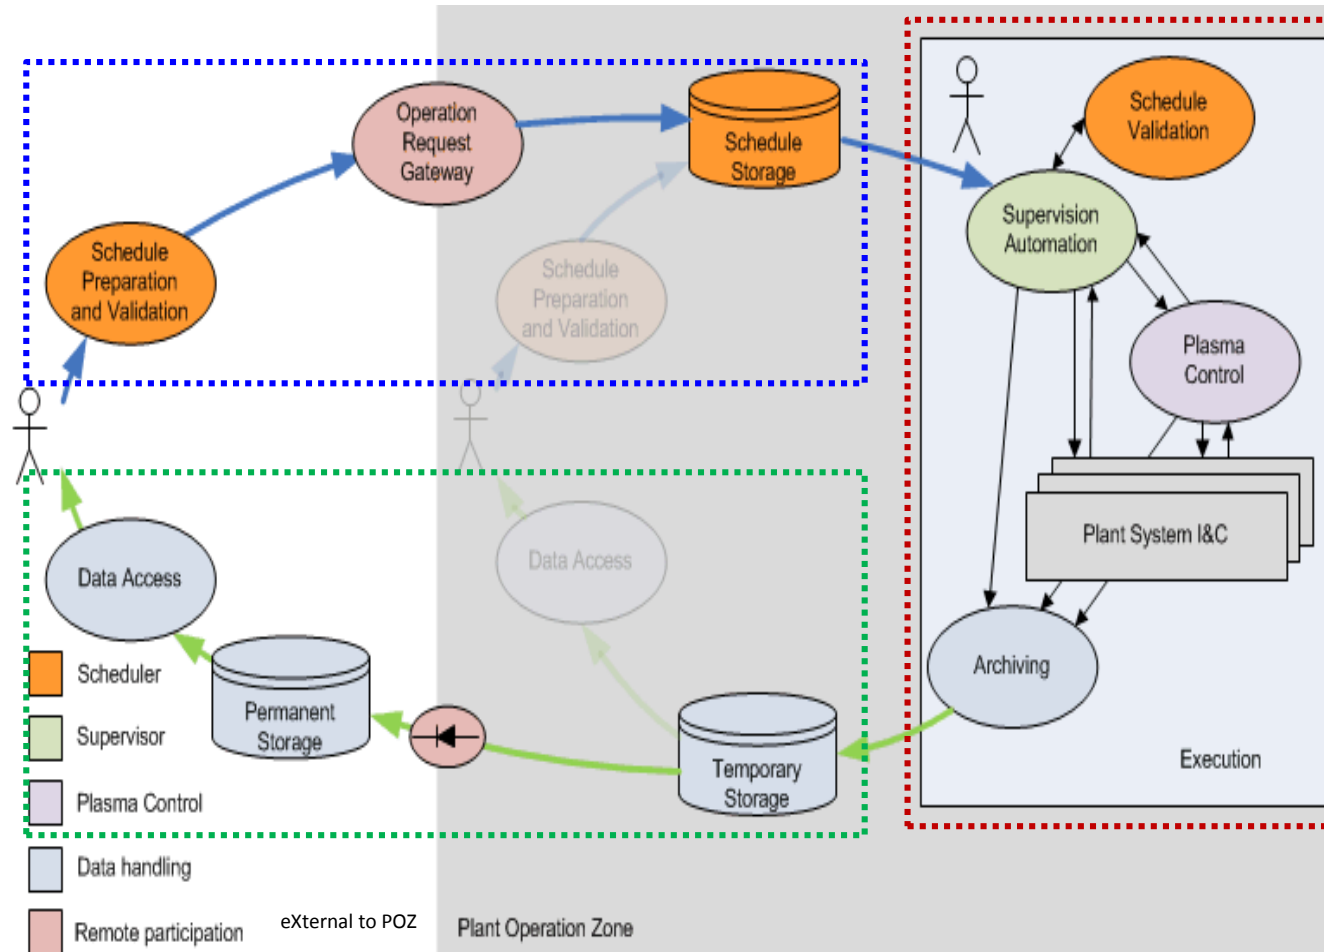 Operation
Request
Gateway
Schedule
Storage
Schedule
Validation
Supervision
Automation
Schedule
Preparation
and Validation
Schedule
Preparation
and Validation
Plasma
Control
Plant System I&C
Data Access
Data Access
Archiving
Permanent
Storage
Temporary
Storage
Execution
Scheduler
Supervisor
Plasma Control
Data handling
Remote participation
eXternal to POZ
Plant Operation Zone